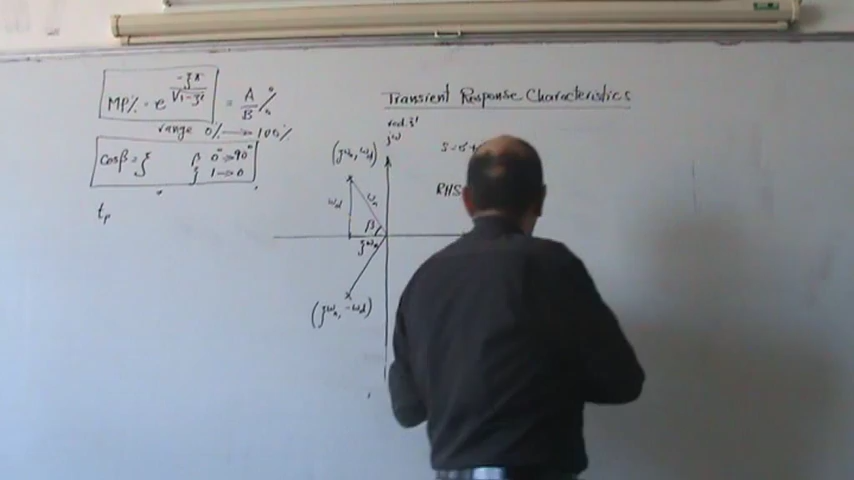 MP% = e^(-ζπ/√(1-ζ²)) = A/B %
range 0% → 100%
Cosβ = ζ β 0° → 90°
ζ 1 → 0
tp
Transient Response Characteristics
jω
(ζωn, ωd)
ωd
ωn
β
ζωn
(ζωn, -ωd)
RHS